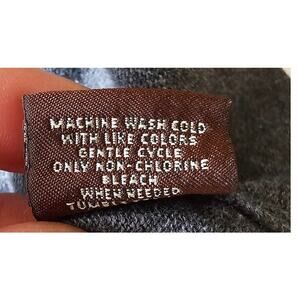 MACHINE WASH COLD
WITH LIKE COLORS
GENTLE CYCLE
ONLY NON-CHLORINE
BLEACH
WHEN NEEDED